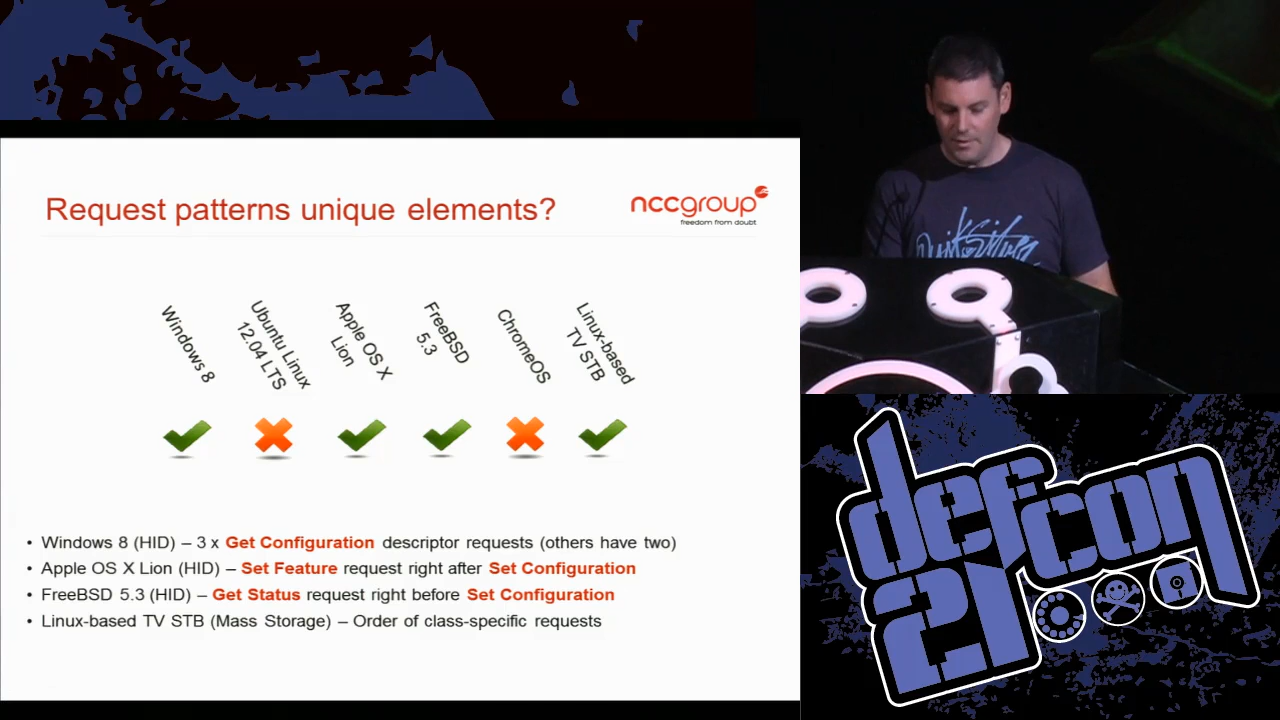 Request patterns unique elements?
nccgroup
freedom from doubt
Windows 8
Ubuntu Linux
12.04 LTS
Apple OS X
Lion
FreeBSD
5.3
ChromeOS
Linux-based
TV STB
• Windows 8 (HID) – 3 x Get Configuration descriptor requests (others have two)
• Apple OS X Lion (HID) – Set Feature request right after Set Configuration
• FreeBSD 5.3 (HID) – Get Status request right before Set Configuration
• Linux-based TV STB (Mass Storage) – Order of class-specific requests
Quiksilver
defcon
21